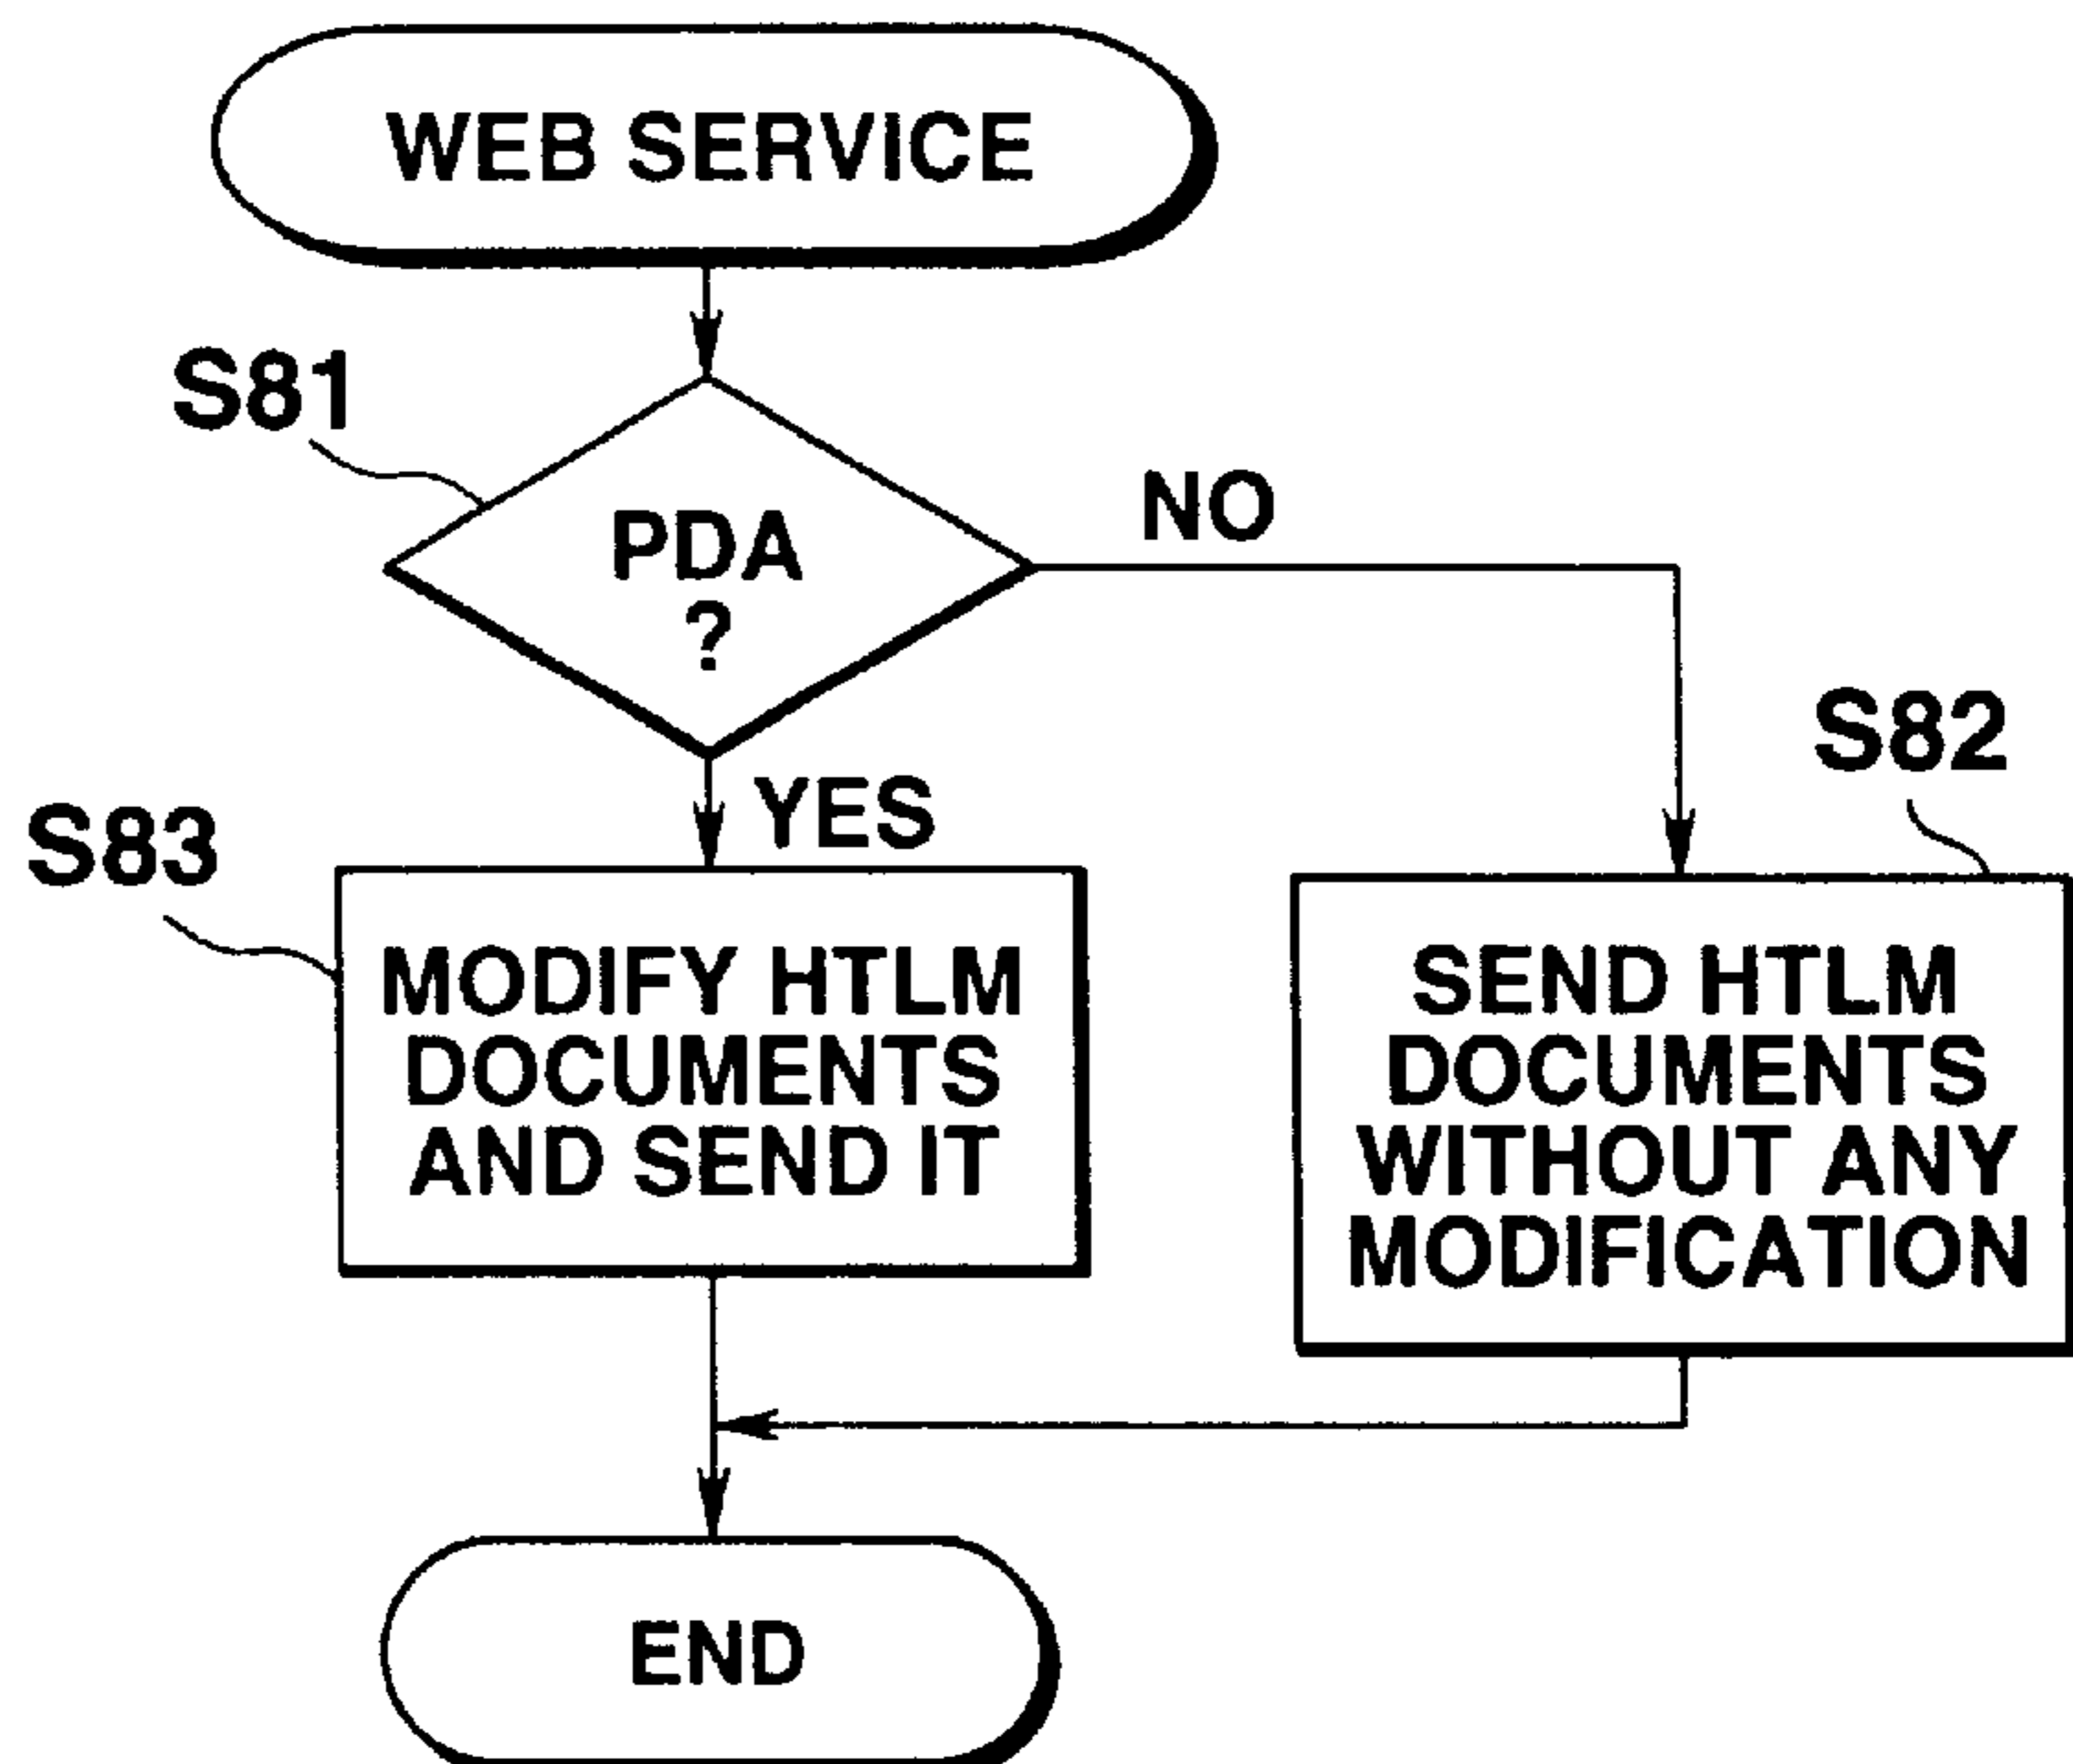 WEB SERVICE
S81
PDA
?
NO
YES
S82
S83
MODIFY HTLM
DOCUMENTS
AND SEND IT
SEND HTLM
DOCUMENTS
WITHOUT ANY
MODIFICATION
END